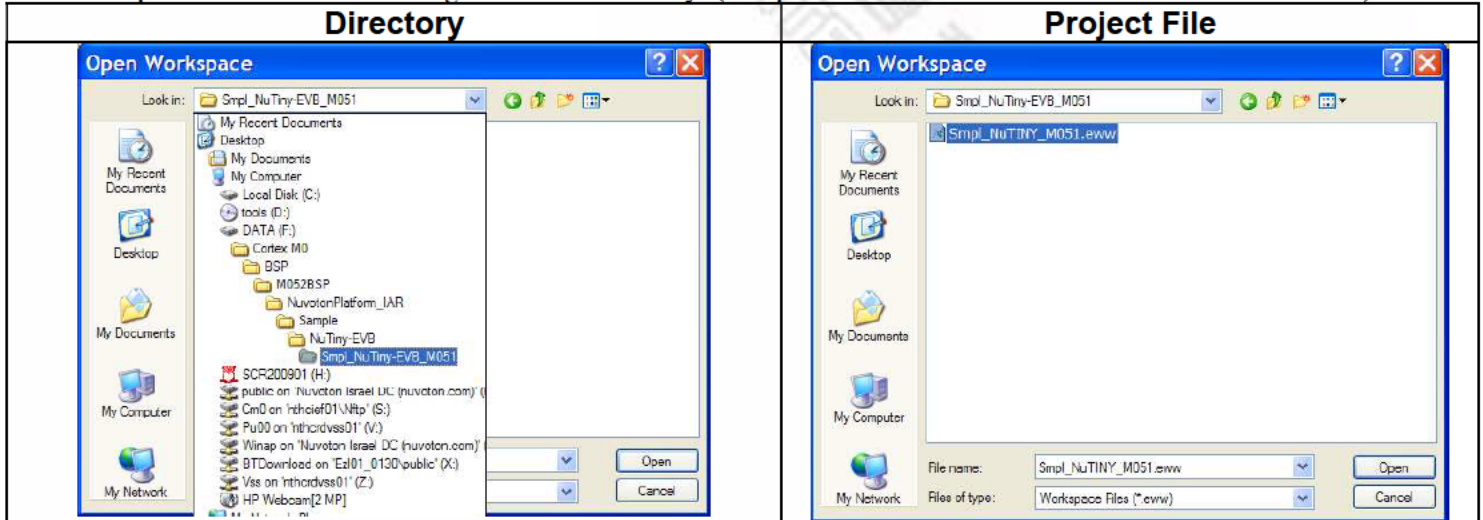 Directory
Project File
Open Workspace
Look in: Smpl_NuTiny-EVB_M051
My Recent Documents
Desktop
My Documents
My Computer
Local Disk (C:)
tools (D:)
DATA (F:)
Cortex M0
BSP
M052BSP
NuvotonPlatform_IAR
Sample
NuTiny-EVB
Smpl_NuTiny-EVB_M051
SCR200901 (H:)
public on 'Nuvoton Israel DC (nuvoton.com)'
Cm0 on 'nthcief01\Nftp' (S:)
Pu00 on 'nthcrdvss01' (V:)
Winap on 'Nuvoton Israel DC (nuvoton.com)'
BTDownload on 'Ezl01_0130\public' (X:)
Vss on 'nthcrdvss01' (Z:)
HP Webcam[2 MP]
My Recent
Documents
Desktop
My Documents
My Computer
My Network
Open
Cancel
Open Workspace
Look in: Smpl_NuTiny-EVB_M051
Smpl_NuTINY_M051.eww
My Recent
Documents
Desktop
My Documents
My Computer
My Network
File name: Smpl_NuTINY_M051.eww
Open
Files of type: Workspace Files (*.eww)
Cancel